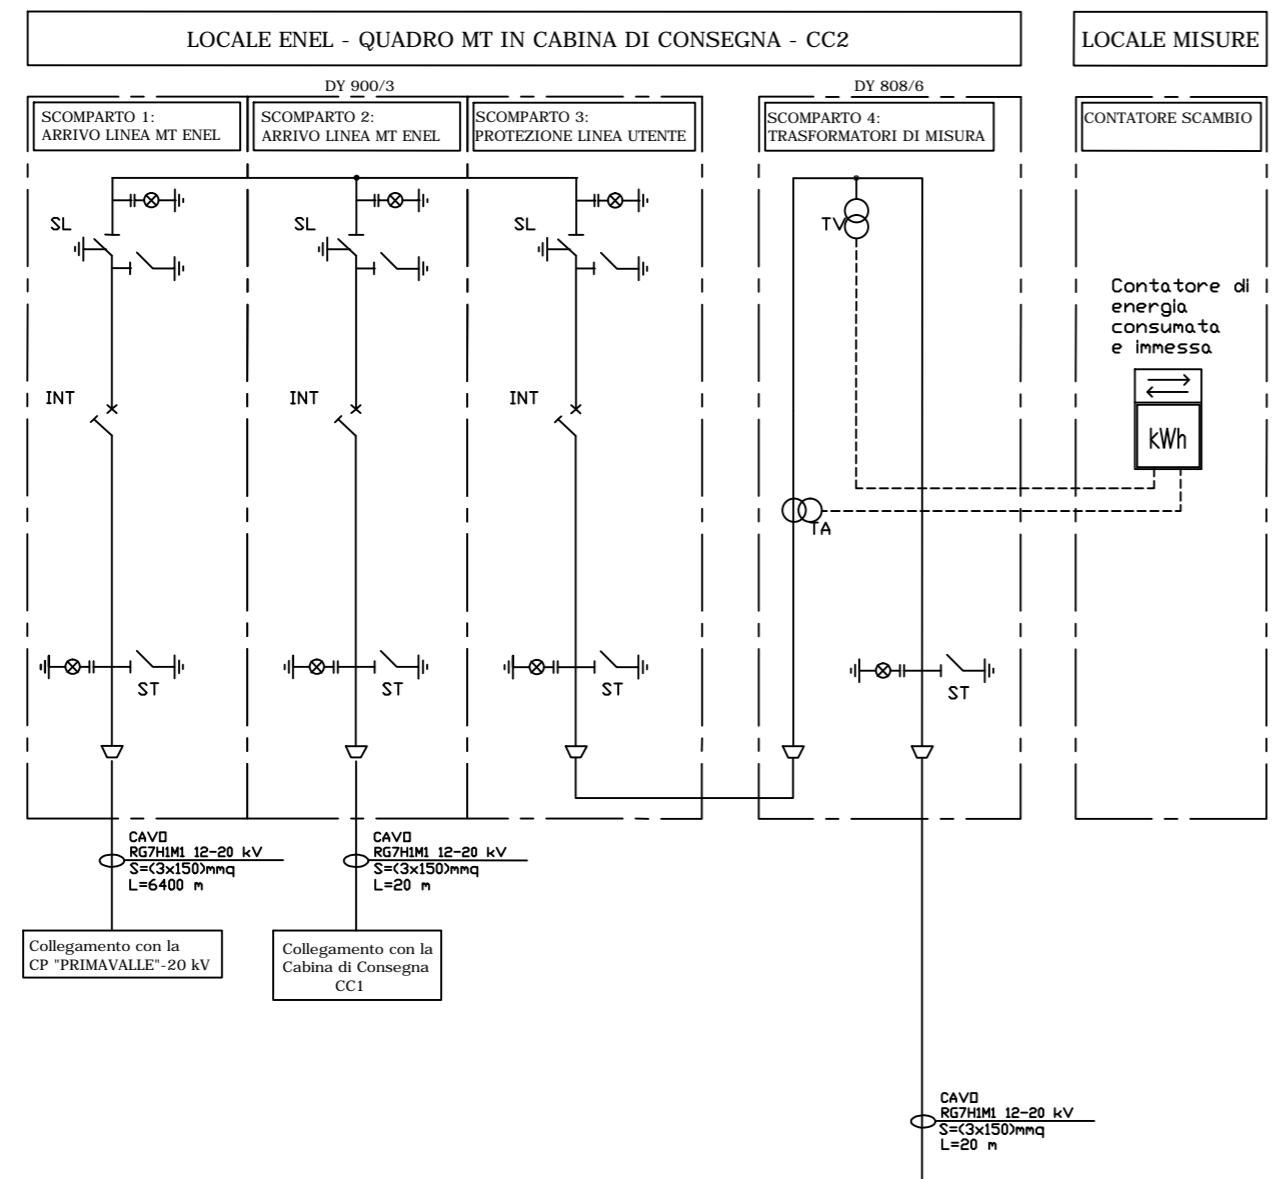 LOCALE ENEL - QUADRO MT IN CABINA DI CONSEGNA - CC2
LOCALE MISURE
DY 900/3
DY 808/6
SCOMPARTO 1:
ARRIVO LINEA MT ENEL
SCOMPARTO 2:
ARRIVO LINEA MT ENEL
SCOMPARTO 3:
PROTEZIONE LINEA UTENTE
SCOMPARTO 4:
TRASFORMATORI DI MISURA
CONTATORE SCAMBIO
SL
SL
SL
TV
Contatore di
energia
consumata
e immessa
kWh
INT
INT
INT
TA
ST
ST
ST
ST
CAVO
RG7H1M1 12-20 kV
S=(3x150)mmq
L=6400 m
CAVO
RG7H1M1 12-20 kV
S=(3x150)mmq
L=20 m
Collegamento con la
CP "PRIMAVALLE"-20 kV
Collegamento con la
Cabina di Consegna
CC1
CAVO
RG7H1M1 12-20 kV
S=(3x150)mmq
L=20 m